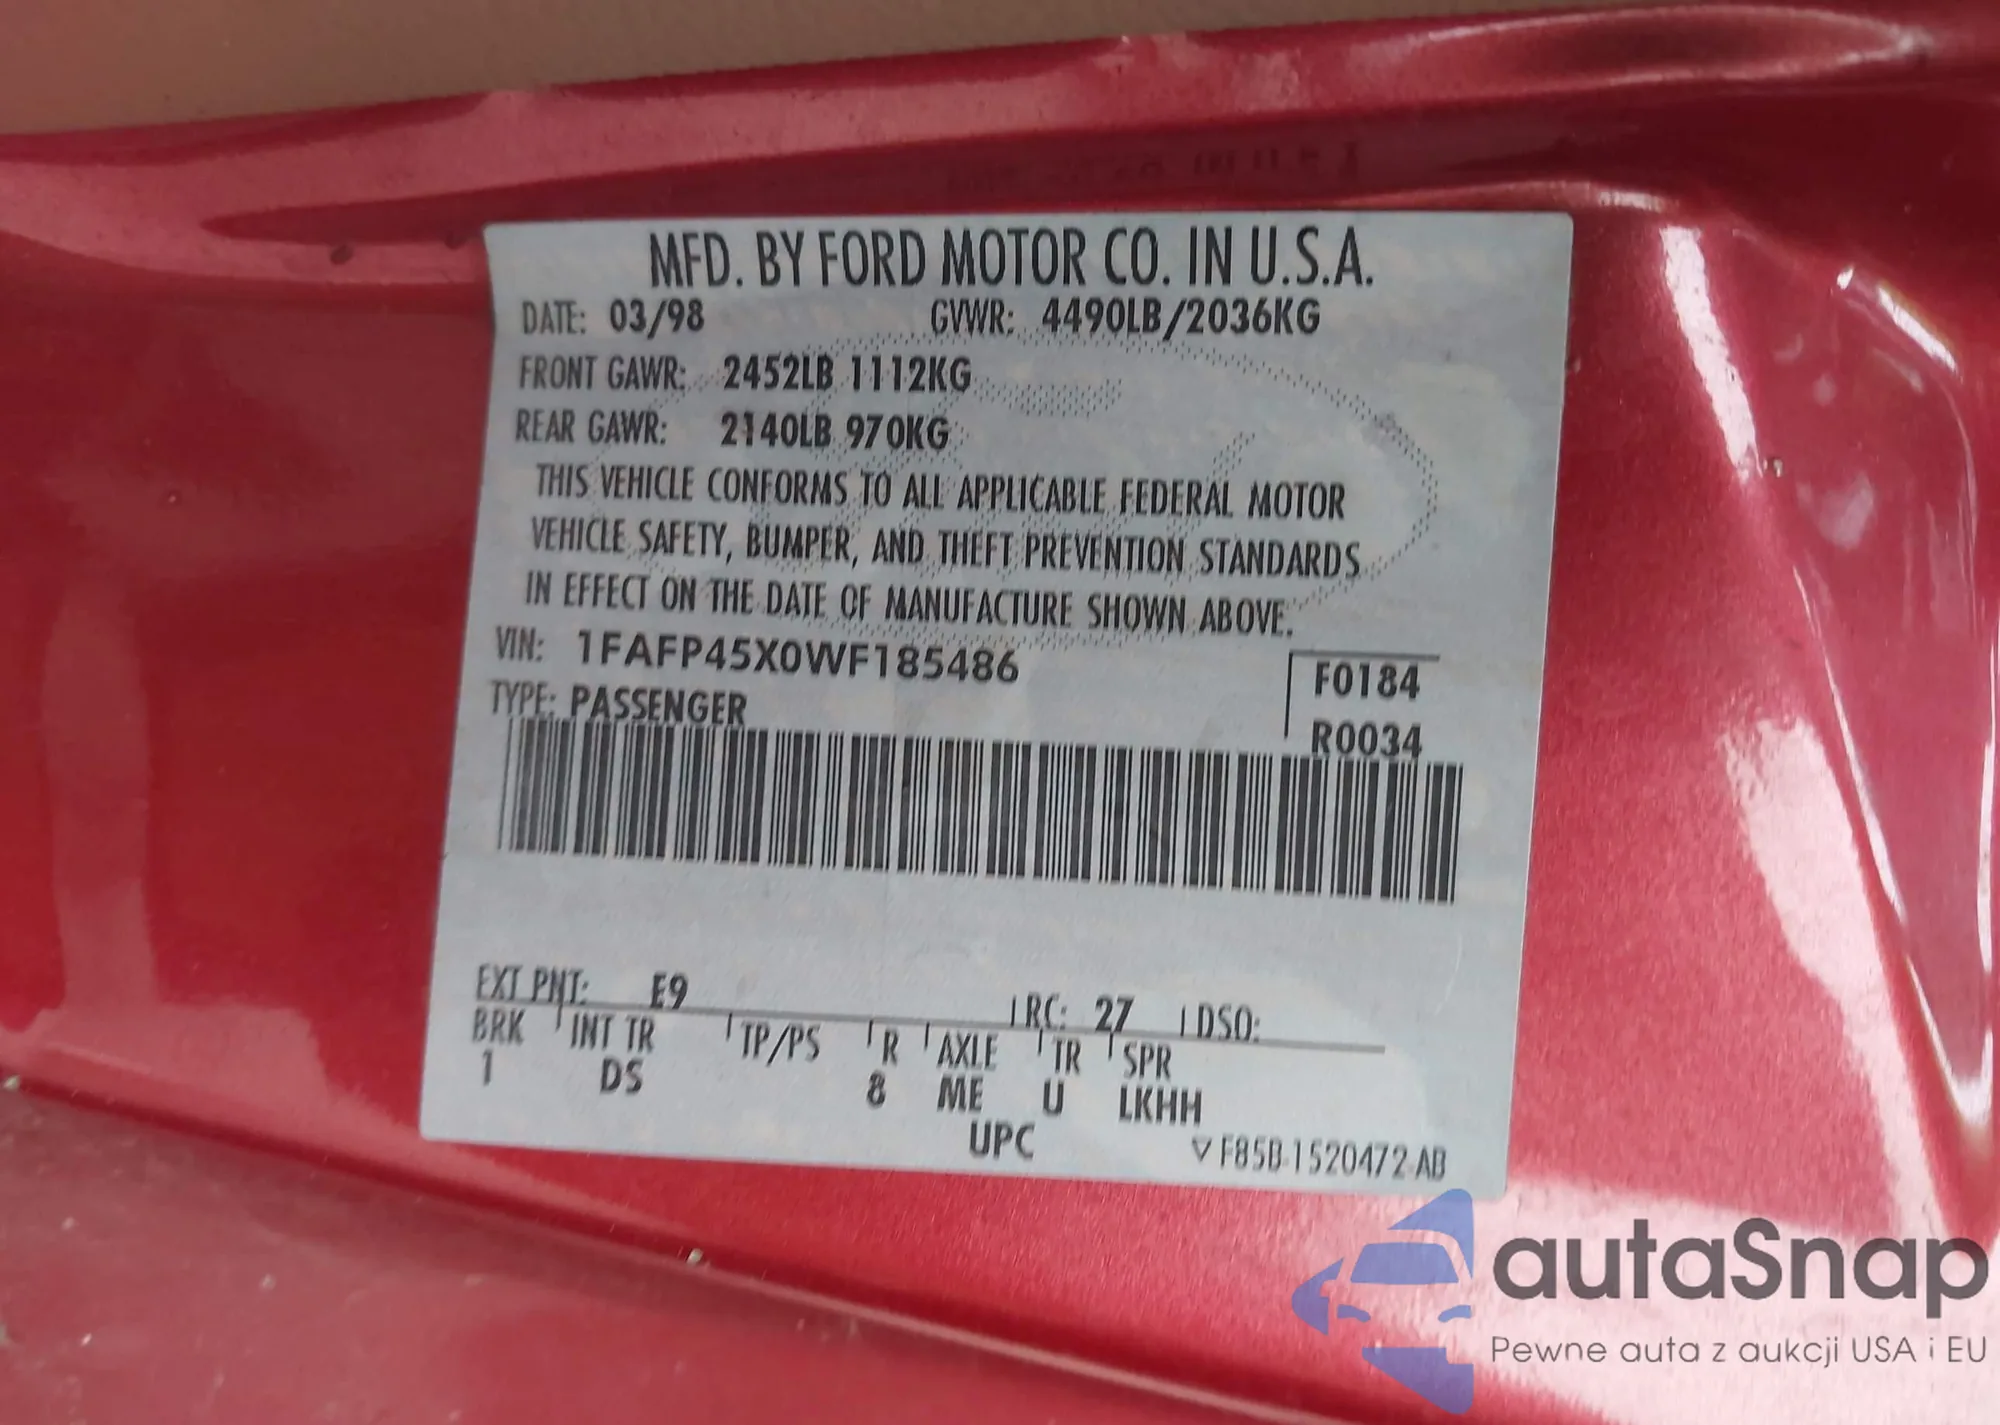 MFD. BY FORD MOTOR CO. IN U.S.A.
DATE: 03/98 GVWR: 4490LB/2036KG
FRONT GAWR: 2452LB 1112KG
REAR GAWR: 2140LB 970KG
THIS VEHICLE CONFORMS TO ALL APPLICABLE FEDERAL MOTOR
VEHICLE SAFETY, BUMPER, AND THEFT PREVENTION STANDARDS
IN EFFECT ON THE DATE OF MANUFACTURE SHOWN ABOVE.
VIN: 1FAFP45X0WF185486
F0184
TYPE: PASSENGER
R0034
EXT PNT: E9 RC: 27 DSO:
BRK INT TR TP/PS R AXLE TR SPR
1 DS 8 ME U LKHH
UPC ▽F85B-1520472-AB
autaSnap
Pewne auta z aukcji USA i EU